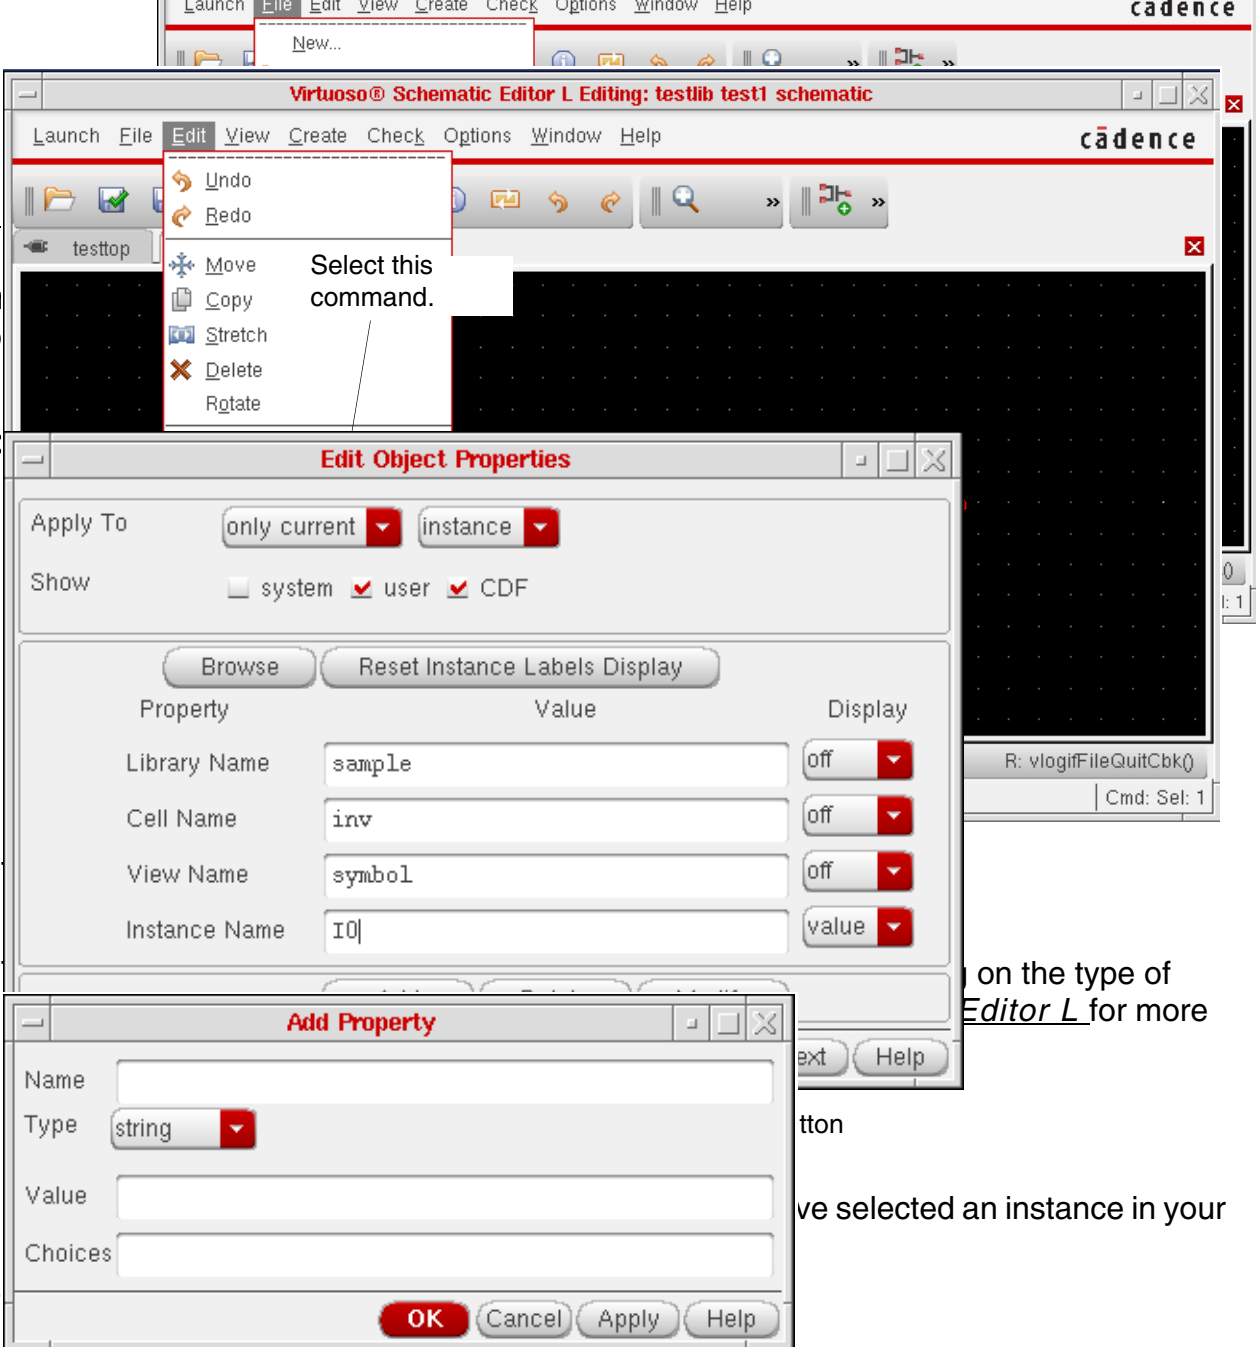 Launch File Edit View Create Check Options Window Help
cādence
New...
»
»
Virtuoso® Schematic Editor L Editing: testlib test1 schematic
Launch File Edit View Create Check Options Window Help
cādence
Undo
Redo
»
»
testtop
Move
Copy
Stretch
Delete
Rotate
Select this
command.
Edit Object Properties
Apply To only current instance
Show system user CDF
Browse Reset Instance Labels Display
Property Value Display
Library Name sample off
Cell Name inv off
View Name symbol off
Instance Name I0 value
R: vlogifFileQuitCbk()
Cmd: Sel: 1
()
l: 1
on the type of
Editor L for more
ext Help
Add Property
Name
Type string
Value
Choices
OK Cancel Apply Help
tton
ve selected an instance in your